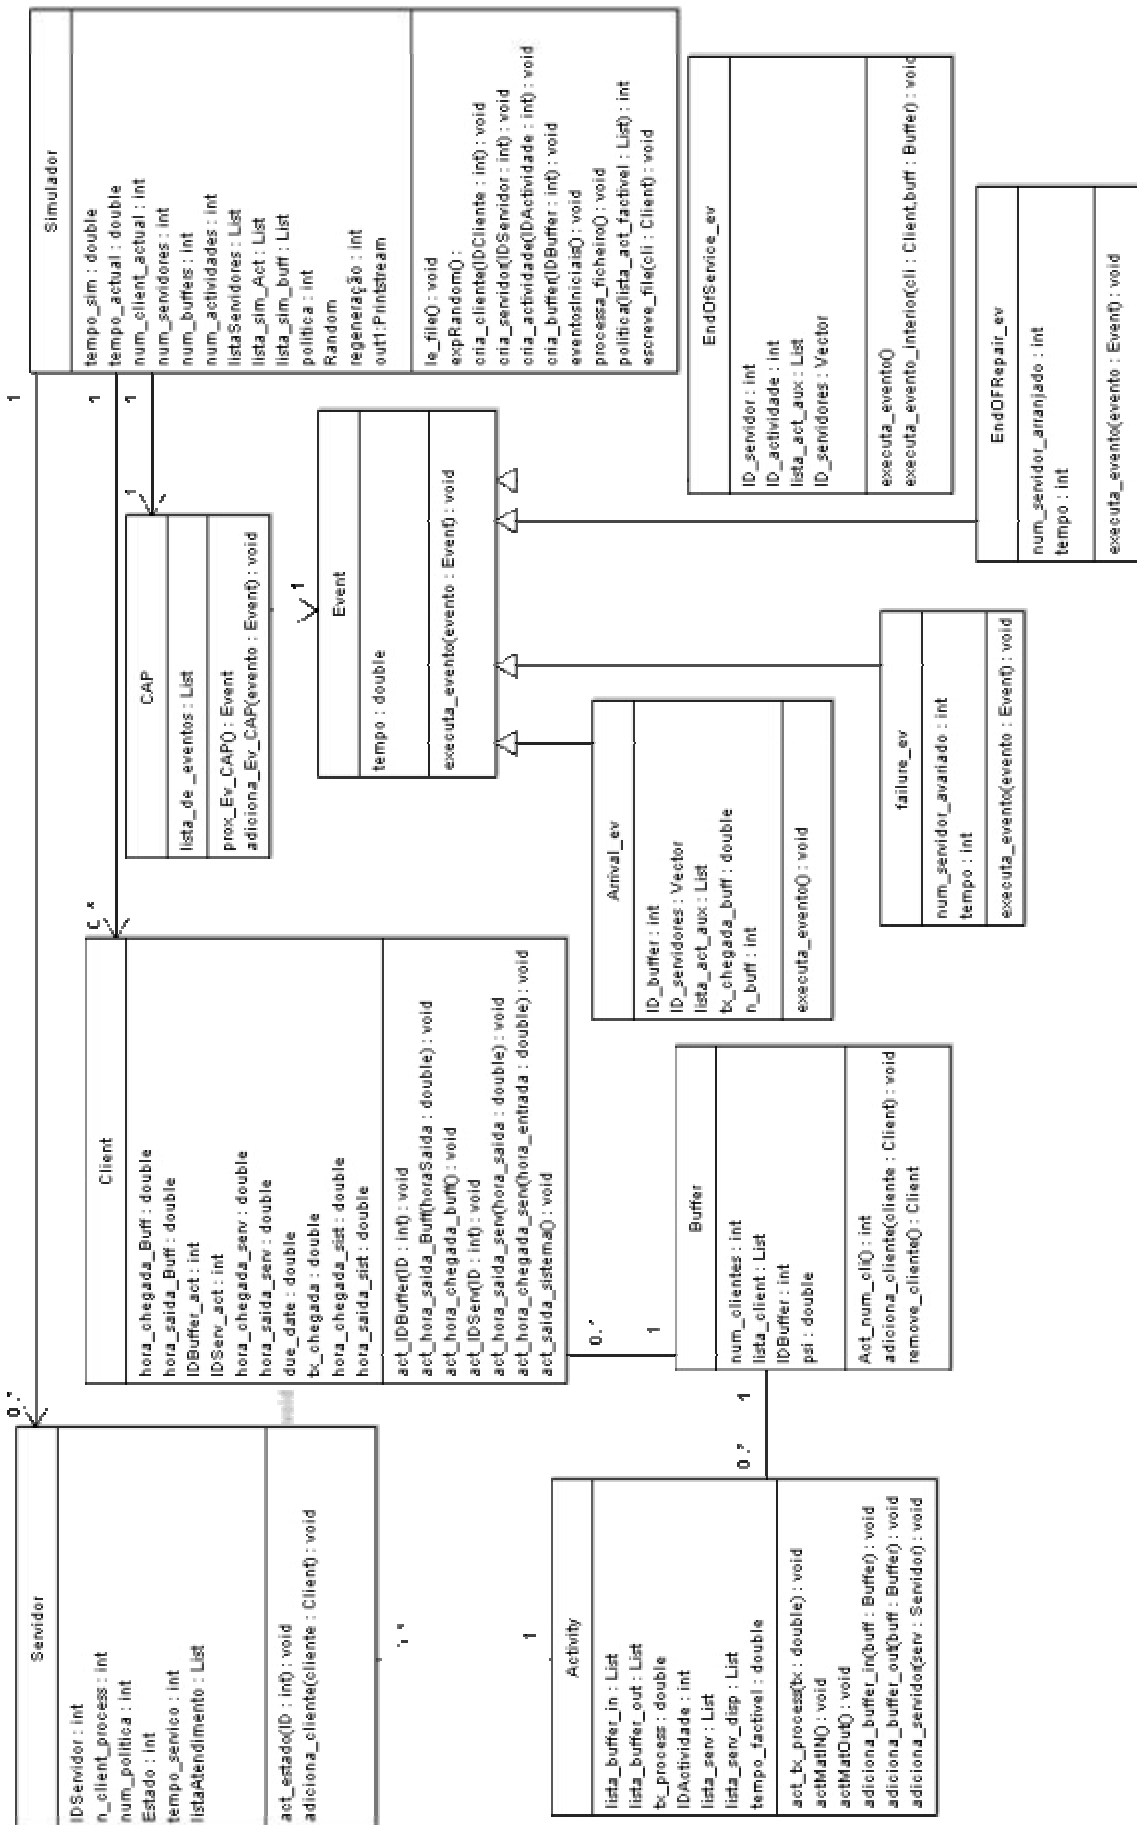 Servidor
IDServidor : int
n_client_process : int
num_politica : int
Estado : int
tempo_servico : int
listaAtendimento : List
act_estado(ID : int) : void
adiciona_cliente(cliente : Client) : void
0..*
1
Client
hora_chegada_Buff : double
hora_saida_Buff : double
IDBuffer_act : int
IDServ_act : int
hora_chegada_serv : double
hora_saida_serv : double
due_date : double
tx_chegada : double
hora_chegada_sist : double
hora_saida_sist : double
act_IDBuffer(ID : int) : void
act_hora_saida_Buff(horaSaida : double) : void
act_hora_chegada_buff() : void
act_IDServ(ID : int) : void
act_hora_saida_serv(hora_saida : double) : void
act_hora_chegada_serv(hora_entrada : double) : void
act_saida_sistema() : void
void
1
CAP
lista_de _eventos : List
prox_Ev_CAP() : Event
adiciona_Ev_CAP(evento : Event) : void
1
1
Simulador
tempo_sim : double
tempo_actual : double
num_client_actual : int
num_servidores : int
num_buffers : int
num_actividades : int
listaServidores : List
lista_sim_Act : List
lista_sim_buff : List
politica : int
Random
regeneração : int
out1:Printstream
le_file() : void
expRandom() :
cria_cliente(IDCliente : int) : void
cria_servidor(IDServidor : int) : void
cria_actividade(IDActividade : int) : void
cria_buffer(IDBuffer : int) : void
eventosIniciais() : void
processa_ficheiro() : void
politica(lista_act_factivel : List) : int
escreve_file(cli : Client) : void
1
Event
tempo : double
executa_evento(evento : Event) : void
Activity
lista_buffer_in : List
lista_buffer_out : List
tx_process : double
IDActividade : int
lista_serv : List
lista_serv_disp : List
tempo_factivel : double
act_tx_process(tx : double) : void
actMatIN() : void
actMatOut() : void
adiciona_buffer_in(buff : Buffer) : void
adiciona_buffer_out(buff : Buffer) : void
adiciona_servidor(serv : Servidor) : void
1
0..*
1
0..*
1
Buffer
num_clientes : int
lista_client : List
IDBuffer : int
psi : double
Act_num_cli() : int
adiciona_cliente(cliente : Client) : void
remove_cliente() : Client
Arrival_ev
ID_buffer : int
ID_servidores : Vector
lista_act_aux : List
tx_chegada_buff : double
n_buff : int
executa_evento() : void
failure_ev
num_servidor_avariado : int
tempo : int
executa_evento(evento : Event) : void
EndOfService_ev
ID_servidor : int
ID_actividade : int
lista_act_aux : List
ID_servidores : Vector
executa_evento()
executa_evento_interior(cli : Client,buff : Buffer) : void
EndOFRepair_ev
num_servidor_arranjado : int
tempo : int
executa_evento(evento : Event) : void